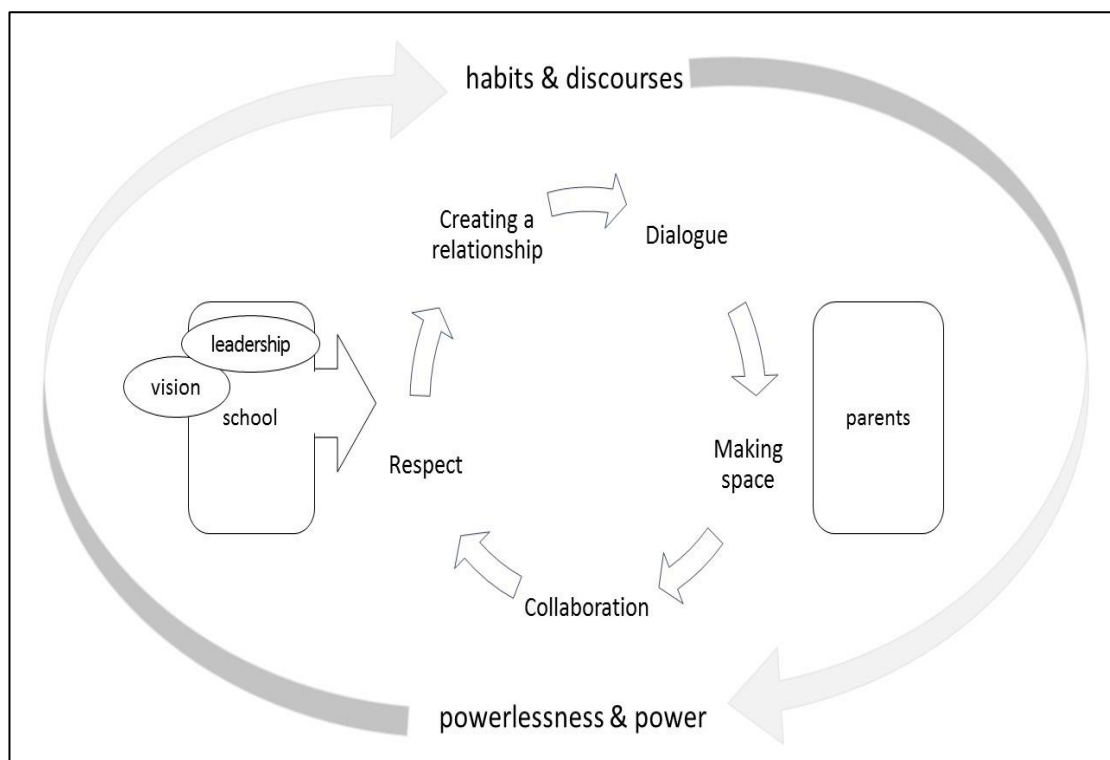 habits & discourses
Creating a
relationship
Dialogue
leadership
vision
school
parents
Respect
Making
space
Collaboration
powerlessness & power